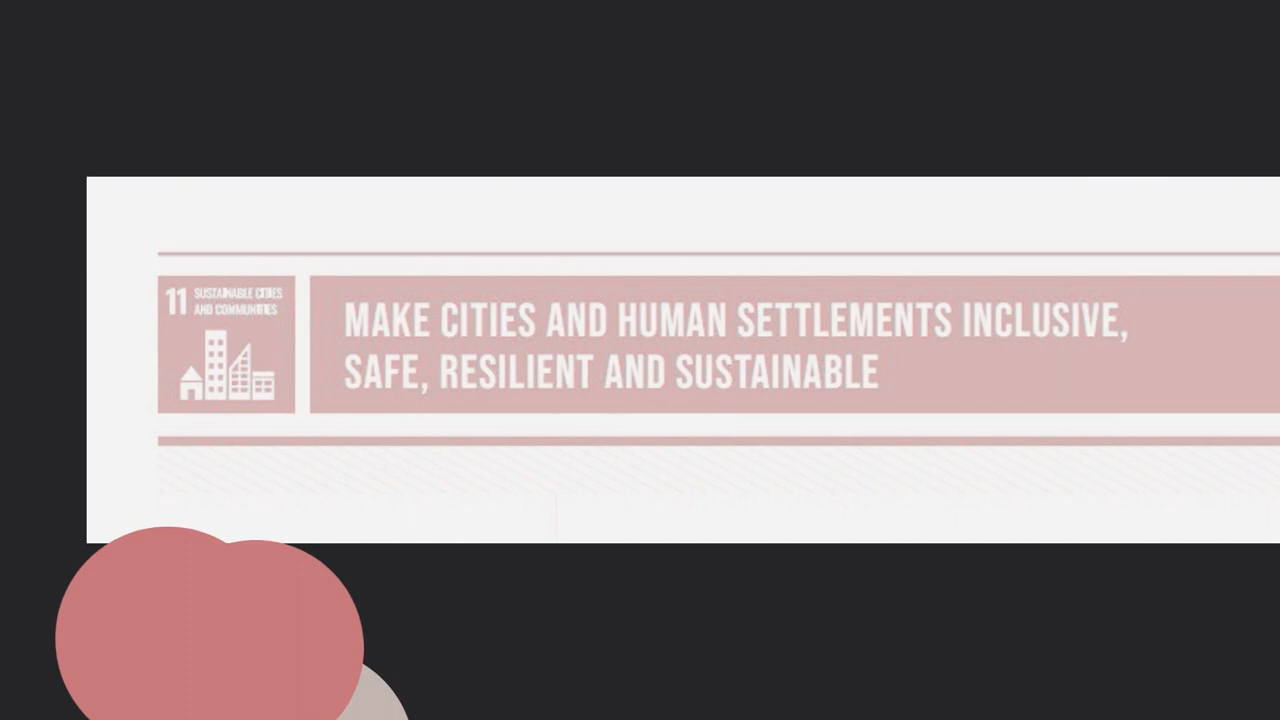 11 SUSTAINABLE CITIES
AND COMMUNITIES
MAKE CITIES AND HUMAN SETTLEMENTS INCLUSIVE,
SAFE, RESILIENT AND SUSTAINABLE